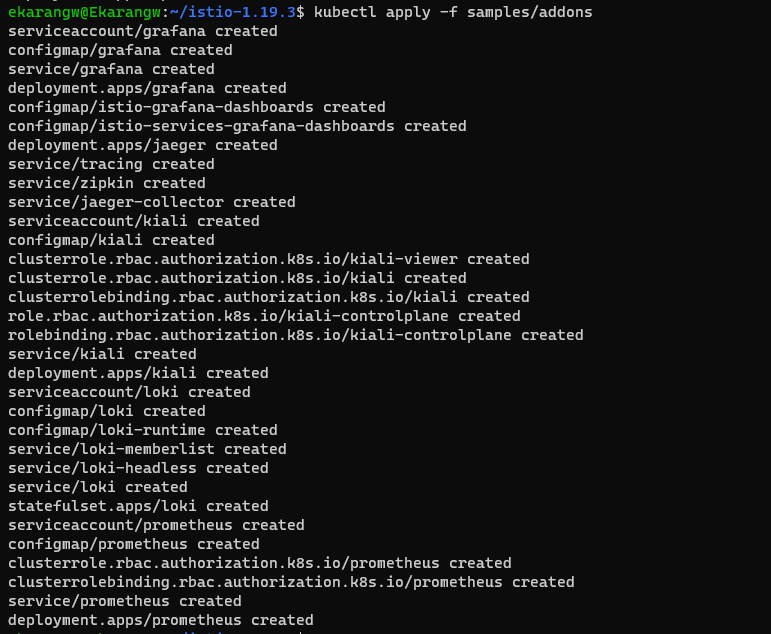 ekarangw@Ekarangw:~/istio-1.19.3$ kubectl apply -f samples/addons
serviceaccount/grafana created
configmap/grafana created
service/grafana created
deployment.apps/grafana created
configmap/istio-grafana-dashboards created
configmap/istio-services-grafana-dashboards created
deployment.apps/jaeger created
service/tracing created
service/zipkin created
service/jaeger-collector created
serviceaccount/kiali created
configmap/kiali created
clusterrole.rbac.authorization.k8s.io/kiali-viewer created
clusterrole.rbac.authorization.k8s.io/kiali created
clusterrolebinding.rbac.authorization.k8s.io/kiali created
role.rbac.authorization.k8s.io/kiali-controlplane created
rolebinding.rbac.authorization.k8s.io/kiali-controlplane created
service/kiali created
deployment.apps/kiali created
serviceaccount/loki created
configmap/loki created
configmap/loki-runtime created
service/loki-memberlist created
service/loki-headless created
service/loki created
statefulset.apps/loki created
serviceaccount/prometheus created
configmap/prometheus created
clusterrole.rbac.authorization.k8s.io/prometheus created
clusterrolebinding.rbac.authorization.k8s.io/prometheus created
service/prometheus created
deployment.apps/prometheus created